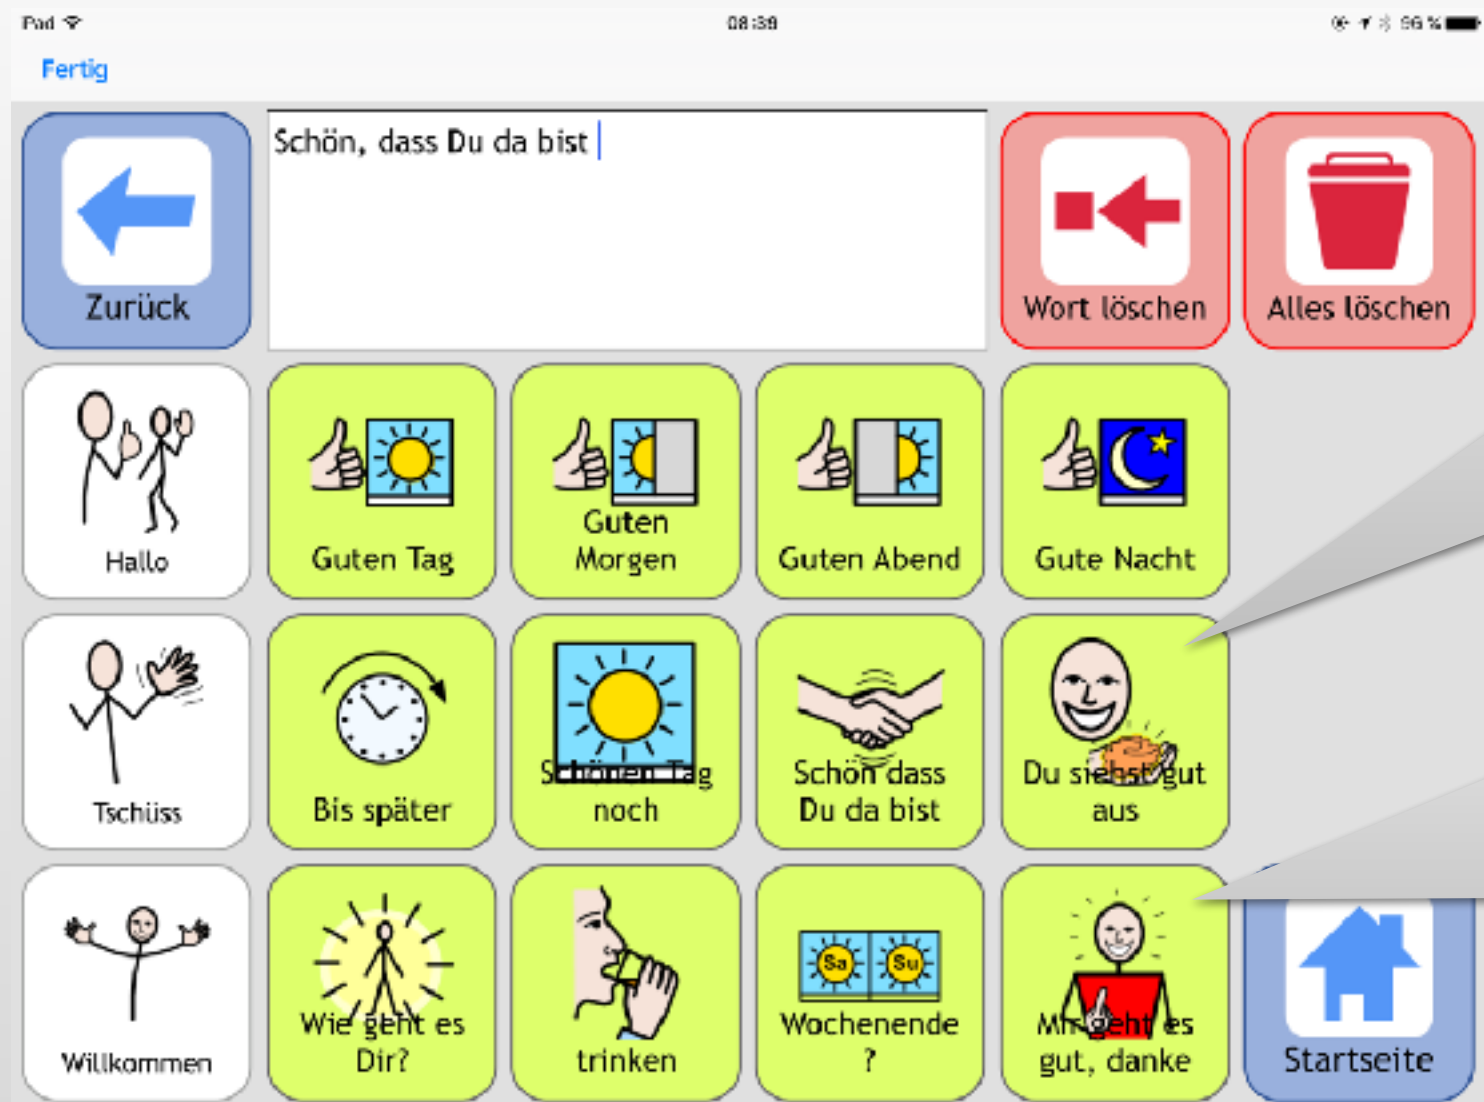 iPad 08:39 96 %
Fertig
Zurück
Schön, dass Du da bist
Wort löschen
Alles löschen
Hallo
Guten Tag
Guten
Morgen
Guten Abend
Gute Nacht
Tschüss
Bis später
Schönen Tag
noch
Schön dass
Du da bist
Du siehst gut
aus
Willkommen
Wie geht es
Dir?
trinken
Sa Su
Wochenende
?
Mir geht es
gut, danke
Startseite